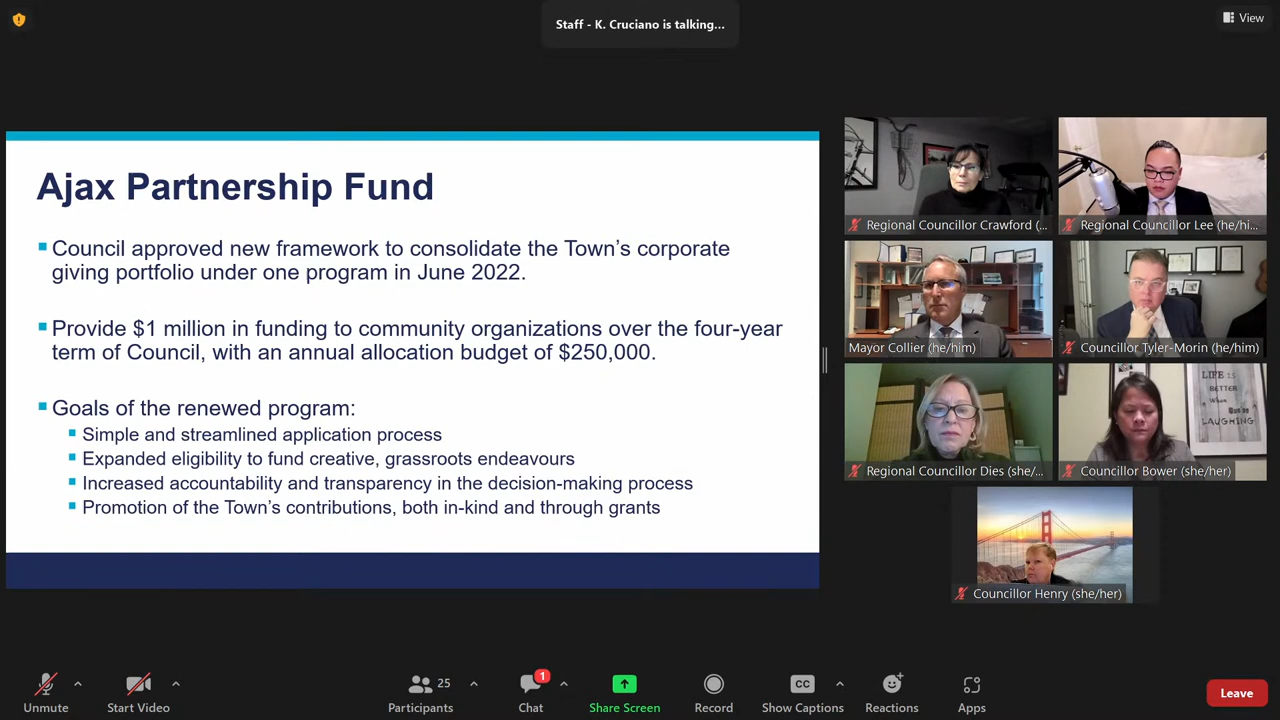 Staff - K. Cruciano is talking...
View
Ajax Partnership Fund
Council approved new framework to consolidate the Town's corporate
giving portfolio under one program in June 2022.
Provide $1 million in funding to community organizations over the four-year
term of Council, with an annual allocation budget of $250,000.
Goals of the renewed program:
Simple and streamlined application process
Expanded eligibility to fund creative, grassroots endeavours
Increased accountability and transparency in the decision-making process
Promotion of the Town's contributions, both in-kind and through grants
Regional Councillor Crawford (...
Regional Councillor Lee (he/hi...
Mayor Collier (he/him)
Councillor Tyler-Morin (he/him)
LIFE is
BETTER
When
LAUGHING
Regional Councillor Dies (she/...
Councillor Bower (she/her)
Councillor Henry (she/her)
Unmute
Start Video
25
Participants
1
Chat
Share Screen
Record
CC
Show Captions
Reactions
Apps
Leave